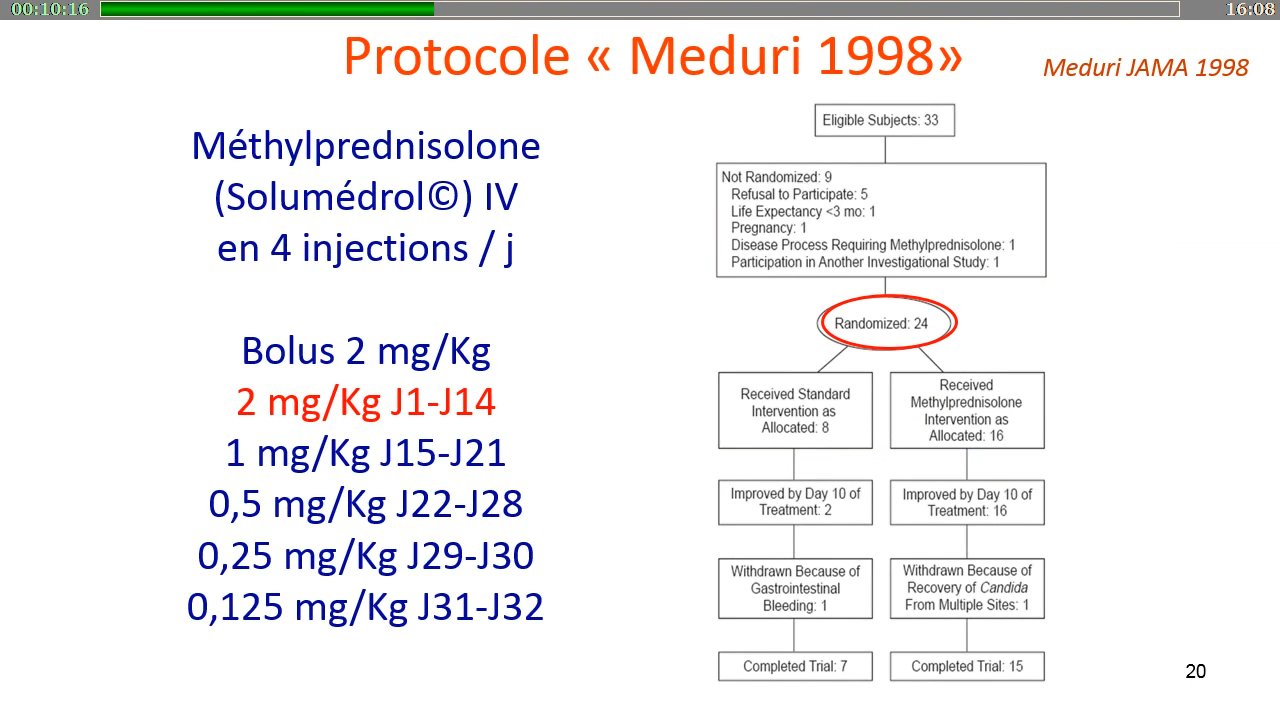 00:10:16
16:08
Protocole « Meduri 1998»
Meduri JAMA 1998
Méthylprednisolone
(Solumédrol©) IV
en 4 injections / j
Bolus 2 mg/Kg
2 mg/Kg J1-J14
1 mg/Kg J15-J21
0,5 mg/Kg J22-J28
0,25 mg/Kg J29-J30
0,125 mg/Kg J31-J32
Eligible Subjects: 33
Not Randomized: 9
Refusal to Participate: 5
Life Expectancy <3 mo: 1
Pregnancy: 1
Disease Process Requiring Methylprednisolone: 1
Participation in Another Investigational Study: 1
Randomized: 24
Received Standard
Intervention as
Allocated: 8
Received
Methylprednisolone
Intervention as
Allocated: 16
Improved by Day 10 of
Treatment: 2
Improved by Day 10 of
Treatment: 16
Withdrawn Because of
Gastrointestinal
Bleeding: 1
Withdrawn Because of
Recovery of Candida
From Multiple Sites: 1
Completed Trial: 7
Completed Trial: 15
20